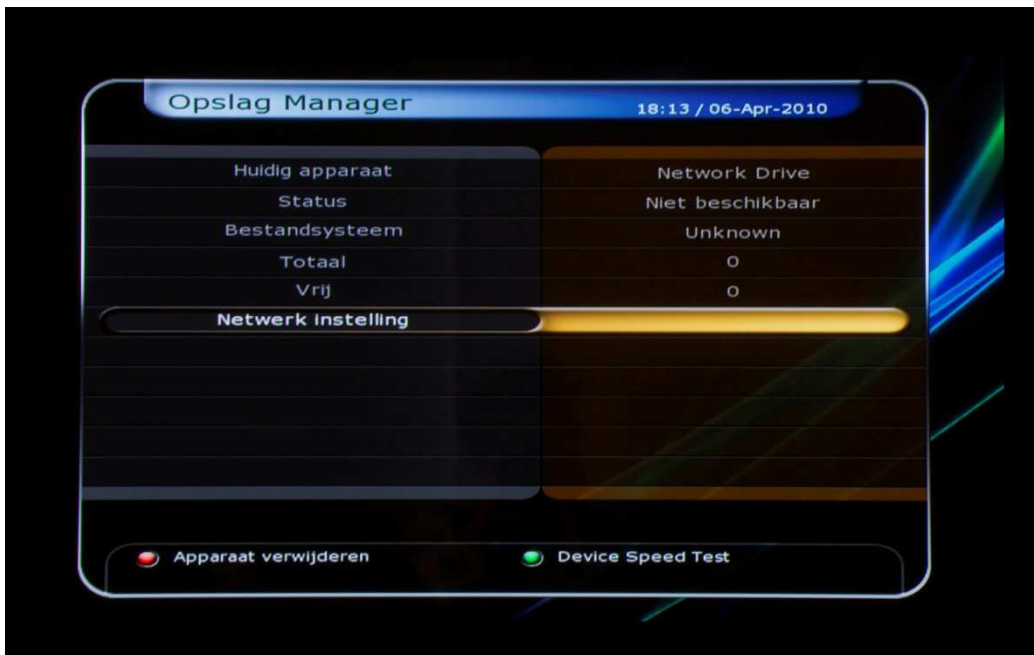 Opslag Manager 18:13 / 06-Apr-2010
Huidig apparaat Network Drive
Status Niet beschikbaar
Bestandsysteem Unknown
Totaal 0
Vrij 0
Netwerk instelling
Apparaat verwijderen Device Speed Test